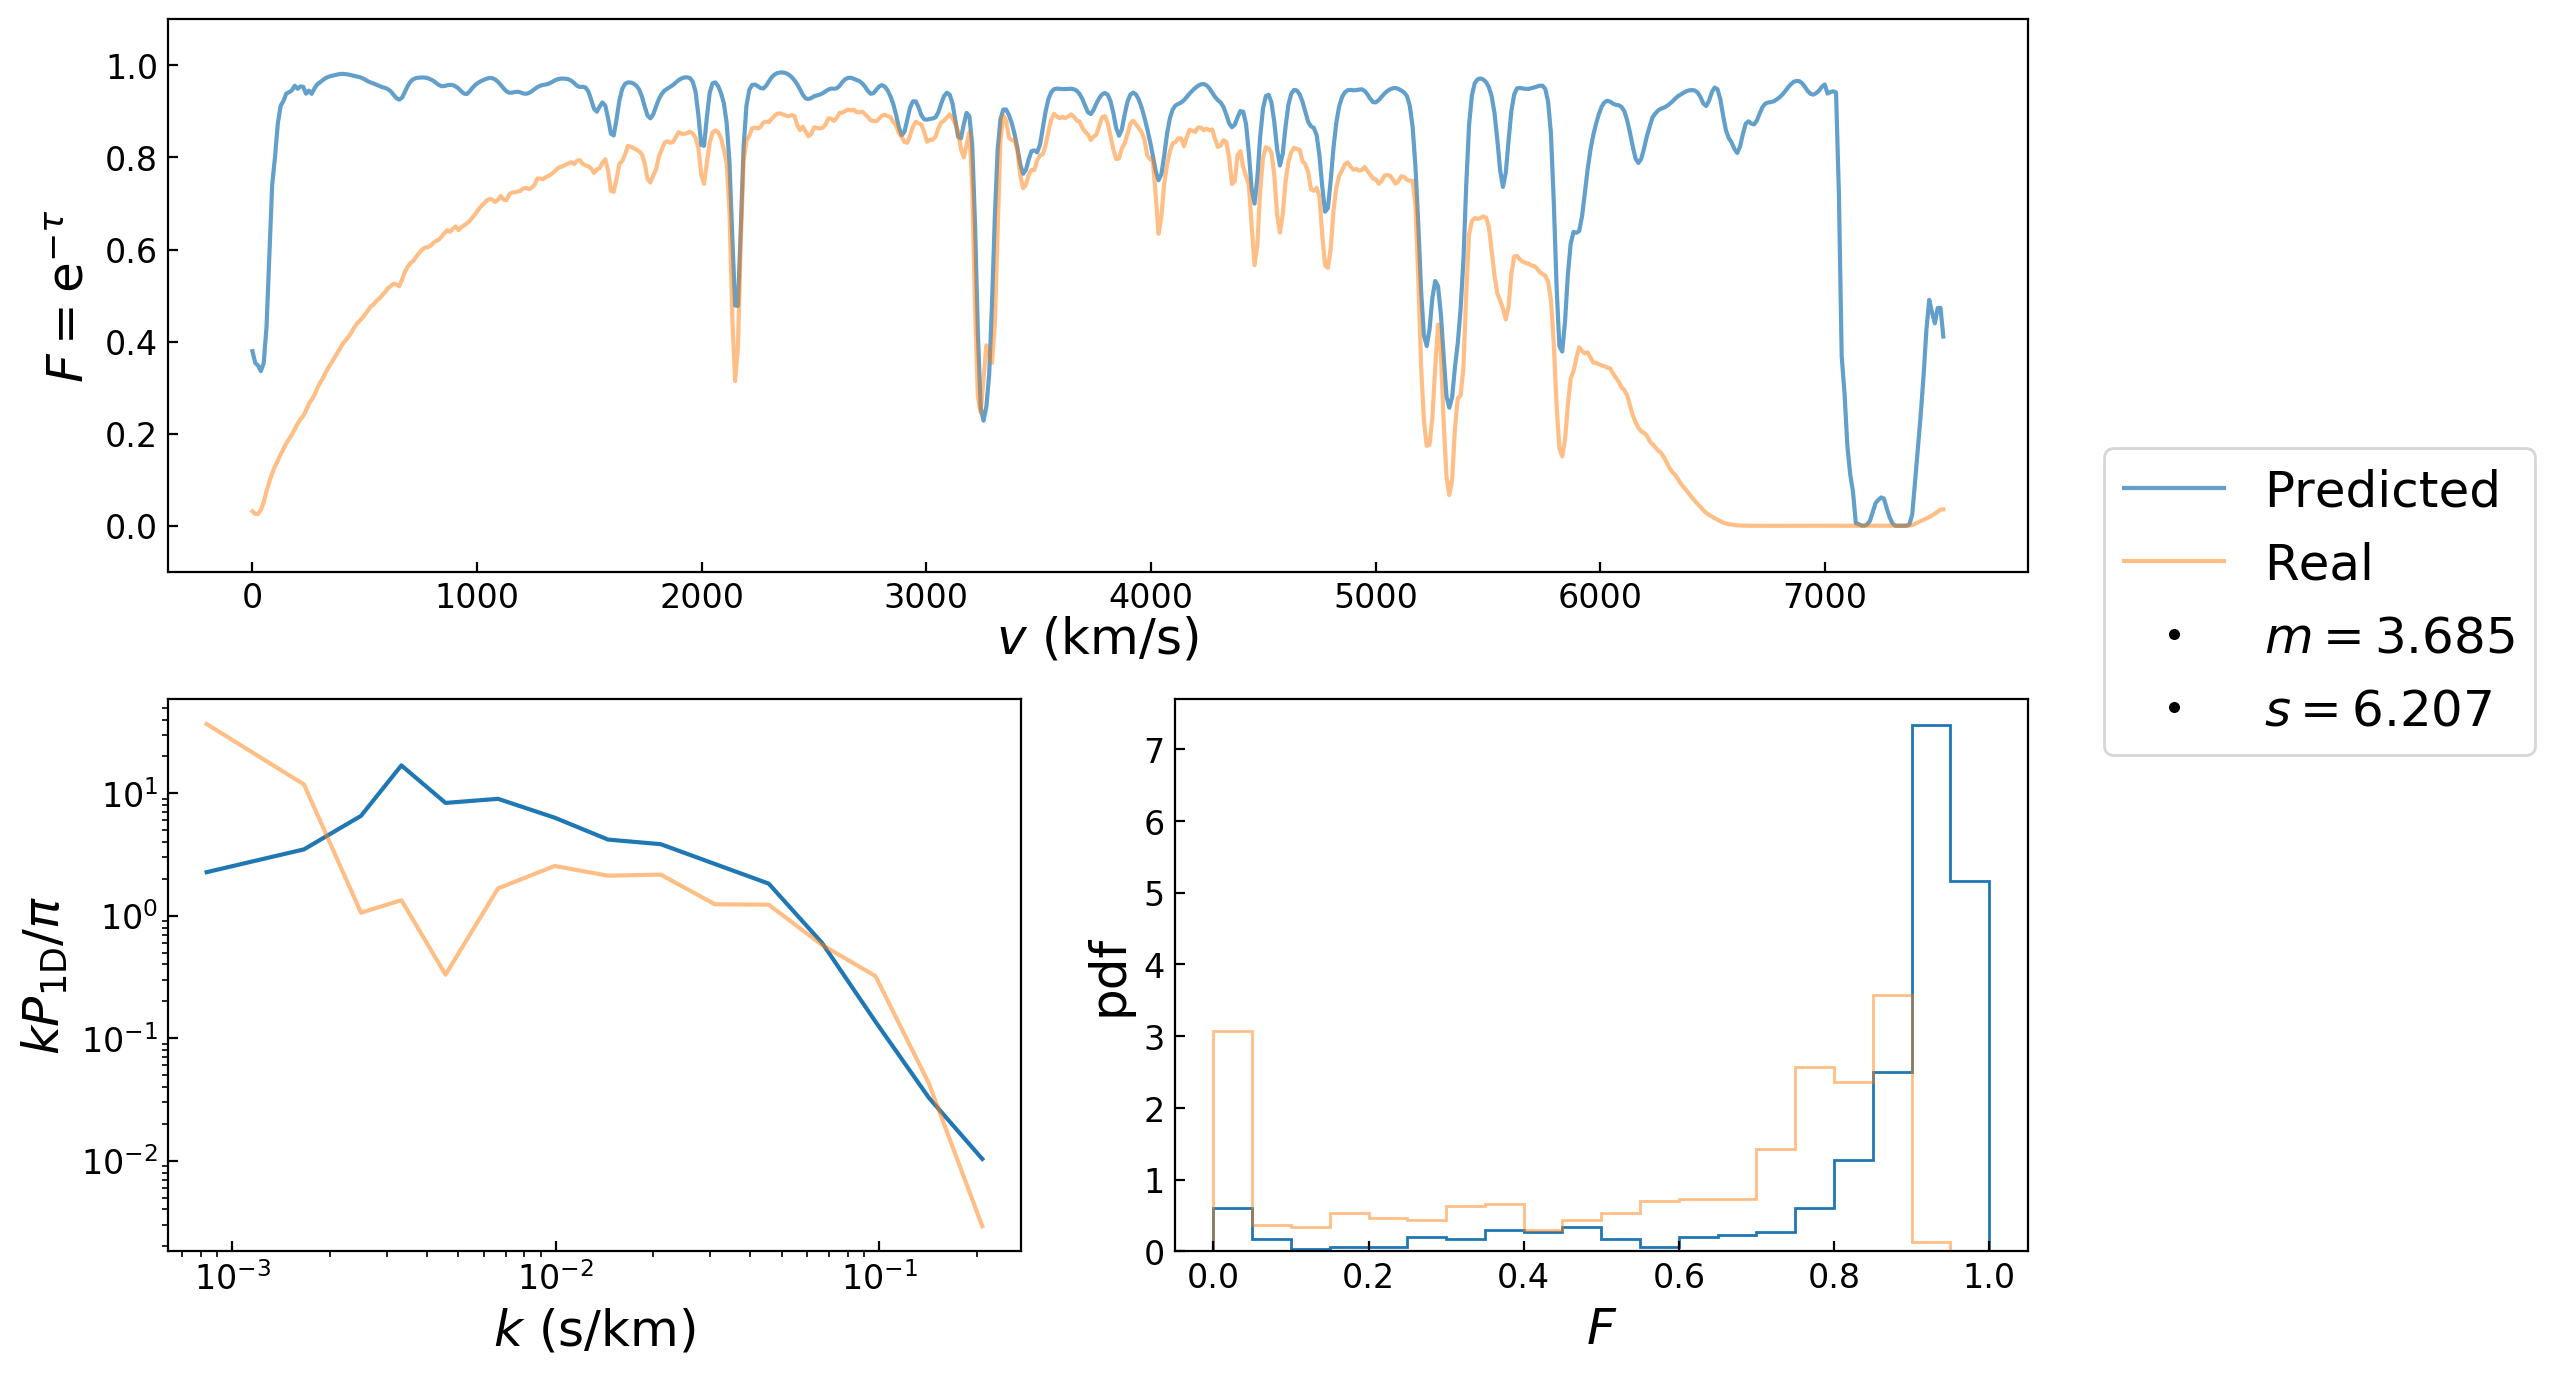 F = e^{−τ}
1.0
0.8
0.6
0.4
0.2
0.0
0 1000 2000 3000 4000 5000 6000 7000
v (km/s)
Predicted
Real
m = 3.685
s = 6.207
kP_{1D}/π
10^1
10^0
10^{−1}
10^{−2}
10^{−3} 10^{−2} 10^{−1}
k (s/km)
pdf
7
6
5
4
3
2
1
0
0.0 0.2 0.4 0.6 0.8 1.0
F